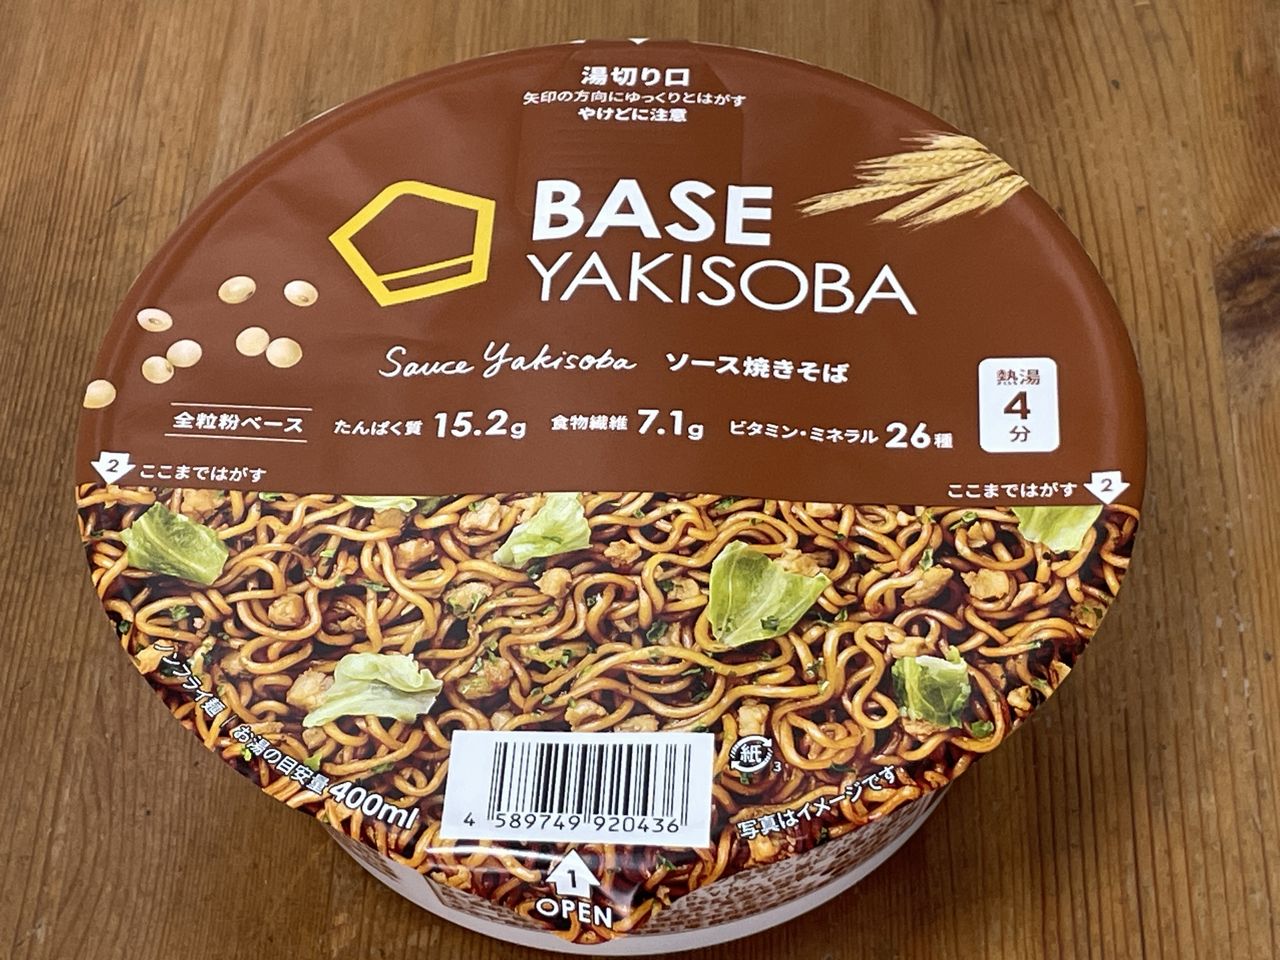 湯切り口
矢印の方向にゆっくりとはがす
やけどに注意
BASE
YAKISOBA
Sauce Yakisoba ソース焼きそば
全粒粉ベース たんぱく質 15.2g 食物繊維 7.1g ビタミン・ミネラル 26種
熱湯
4
分
2 ここまではがす
ここまではがす 2
ノンフライ麺 | お湯の目安量 400ml
4 589749 920436
紙 3
写真はイメージです
1
OPEN